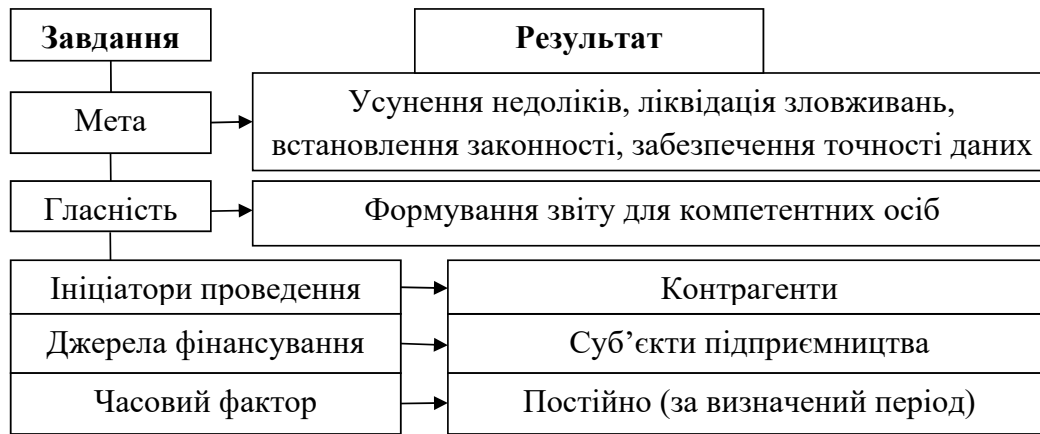 Завдання
Результат
Мета
Усунення недоліків, ліквідація зловживань,
встановлення законності, забезпечення точності даних
Гласність
Формування звіту для компетентних осіб
Ініціатори проведення
Контрагенти
Джерела фінансування
Суб’єкти підприємництва
Часовий фактор
Постійно (за визначений період)